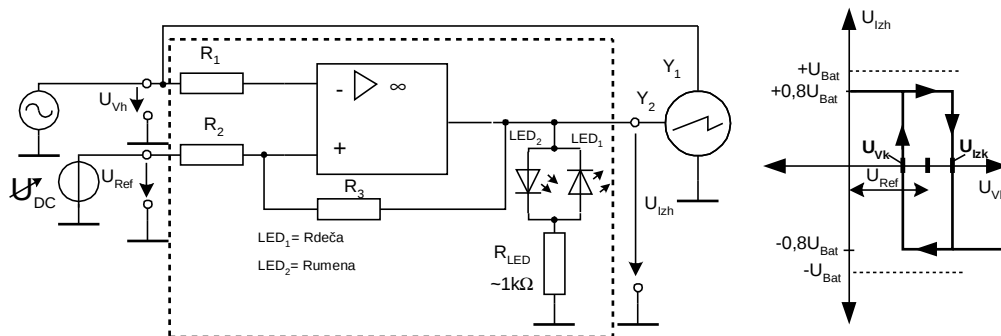 R1
R2
R3
- ∞
+
UVh
URef
UDC
LED1= Rdeča
LED2= Rumena
LED2
LED1
RLED
~1kΩ
UIzh
Y1
Y2
UIzh
+UBat
+0,8UBat
UVk
UIzk
URef
-0,8UBat
-UBat